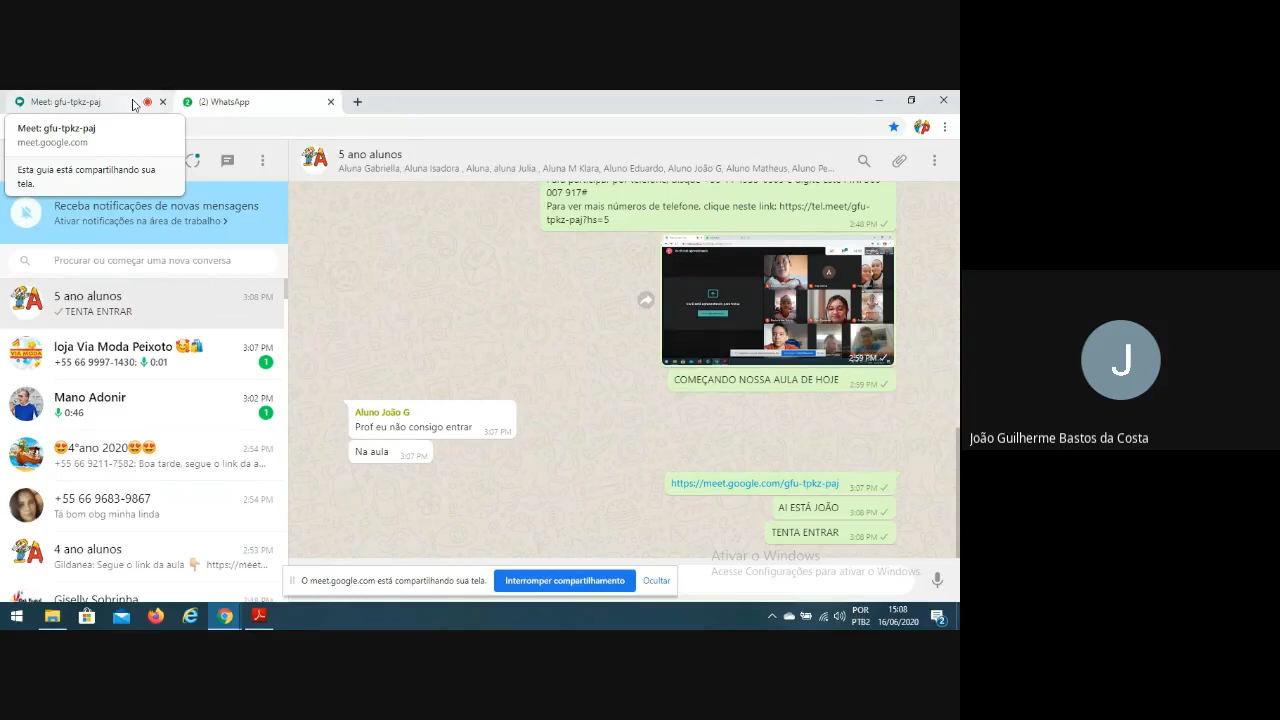 Meet: gfu-tpkz-paj
(2) WhatsApp
Meet: gfu-tpkz-paj
meet.google.com
Esta guia está compartilhando sua
tela.
Receba notificações de novas mensagens
Ativar notificações na área de trabalho >
Procurar ou começar uma nova conversa
5 ano alunos
3:08 PM
TENTA ENTRAR
loja Via Moda Peixoto
3:07 PM
+55 66 9997-1430: 0:01
1
Mano Adonir
3:02 PM
0:46
1
4°ano 2020
2:54 PM
+55 66 9211-7582: Boa tarde, segue o link da a...
+55 66 9683-9867
2:54 PM
Tá bom obg minha linda
4 ano alunos
2:53 PM
Gildanea: Segue o link da aula 👇 https://meet...
Giselly Sobrinha
5 ano alunos
Aluna Gabriella, Aluna Isadora , Aluna, aluna Julia , Aluna M Klara, Aluno Eduardo, Aluno João G, Aluno Matheus, Aluno Pe...
007 917#
Para ver mais números de telefone, clique neste link: https://tel.meet/gfu-
tpkz-paj?hs=5
2:48 PM
2:59 PM
COMEÇANDO NOSSA AULA DE HOJE
2:59 PM
Aluno João G
Prof eu não consigo entrar
3:07 PM
Na aula
3:07 PM
https://meet.google.com/gfu-tpkz-paj
3:07 PM
AI ESTÁ JOÃO
3:08 PM
TENTA ENTRAR
3:08 PM
Ativar o Windows
Acesse Configurações para ativar o Windows.
O meet.google.com está compartilhando sua tela.
Interromper compartilhamento
Ocultar
POR
PTB2
15:08
16/06/2020
2
J
João Guilherme Bastos da Costa